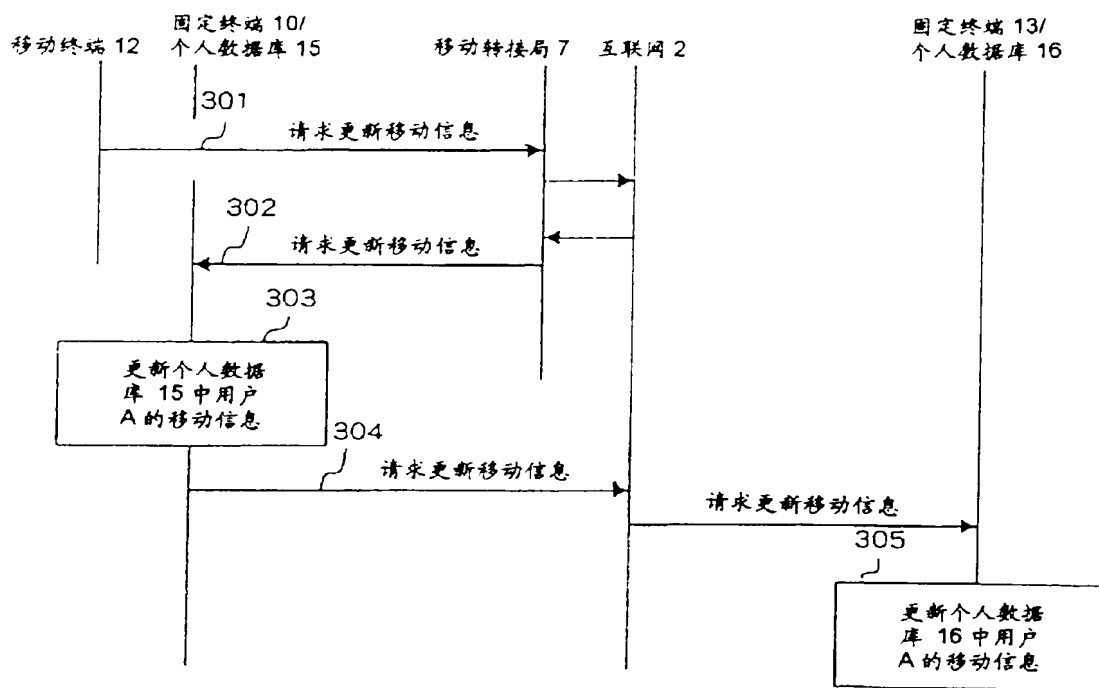 移动终端 12
固定终端 10/
个人数据库 15
移动转接局 7
互联网 2
固定终端 13/
个人数据库 16
301
请求更新移动信息
302
请求更新移动信息
303
更新个人数据
库 15 中用户
A 的移动信息
304
请求更新移动信息
请求更新移动信息
305
更新个人数据
库 16 中用户
A 的移动信息